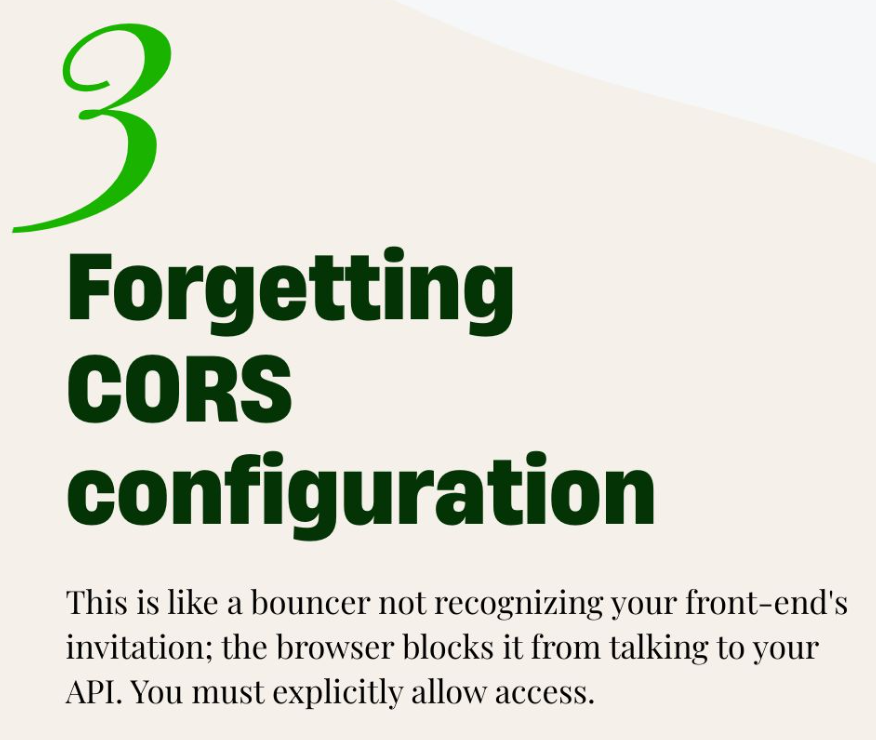 3
Forgetting
CORS
configuration
This is like a bouncer not recognizing your front-end's
invitation; the browser blocks it from talking to your
API. You must explicitly allow access.